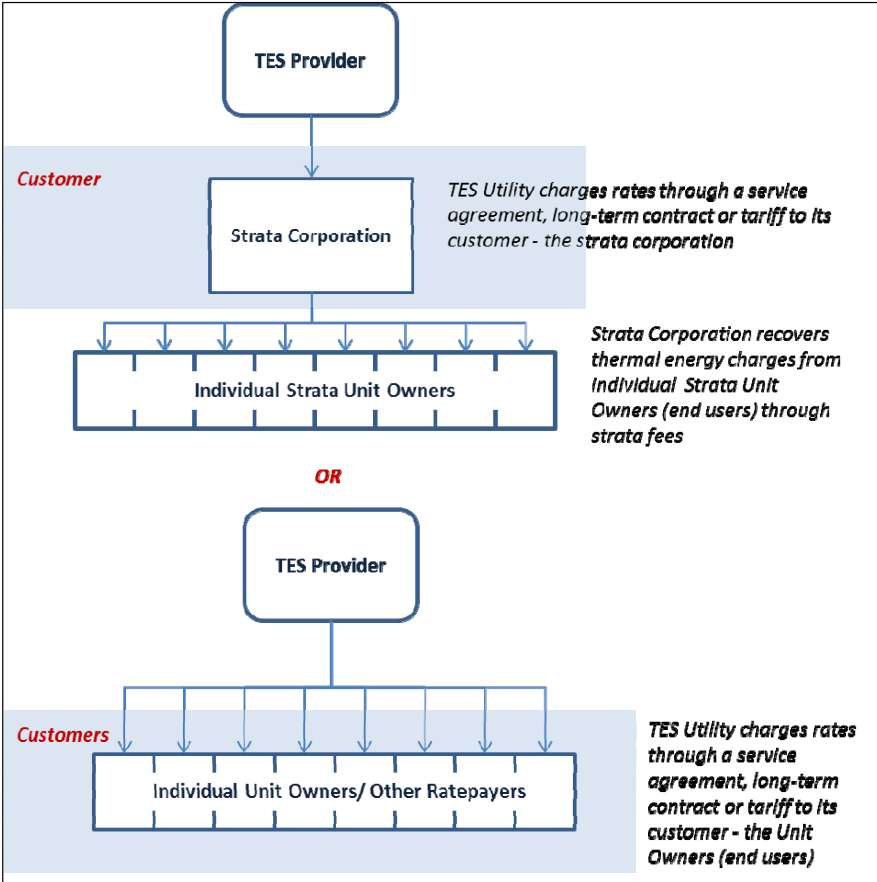 TES Provider
Customer
TES Utility charges rates through a service
agreement, long-term contract or tariff to its
customer - the strata corporation
Strata Corporation
Strata Corporation recovers
thermal energy charges from
Individual Strata Unit
Owners (end users) through
strata fees
Individual Strata Unit Owners
OR
TES Provider
Customers
TES Utility charges rates
through a service
agreement, long-term
contract or tariff to its
customer - the Unit
Owners (end users)
Individual Unit Owners/ Other Ratepayers